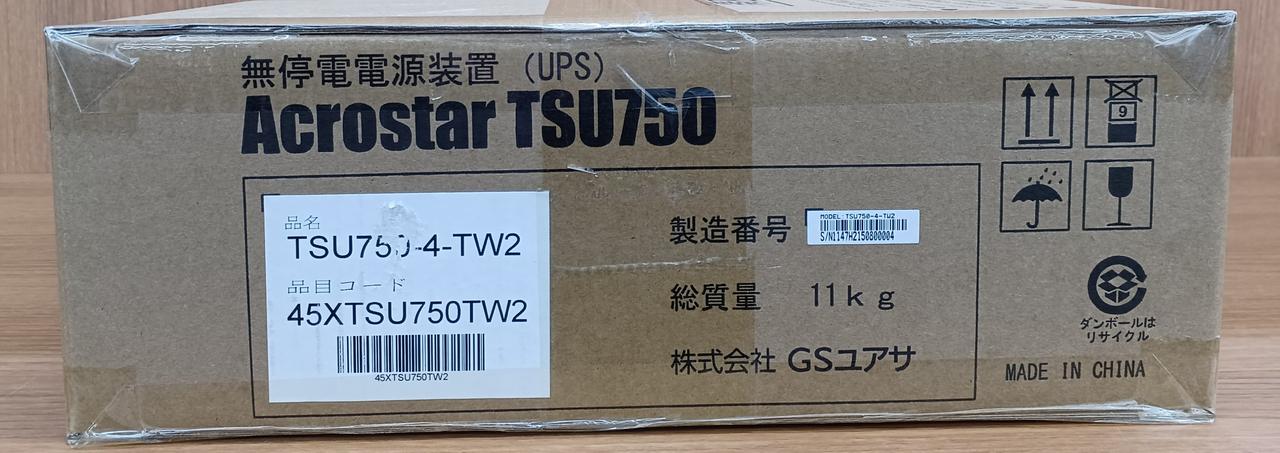 無停電電源装置 (UPS)
Acrostar TSU750
9
品名
TSU750-4-TW2
品目コード
45XTSU750TW2
45XTSU750TW2
製造番号
MODEL:TSU750-4-TW2
S/N1147H2150800004
総質量 11kg
株式会社 GSユアサ
ダンボールは
リサイクル
MADE IN CHINA